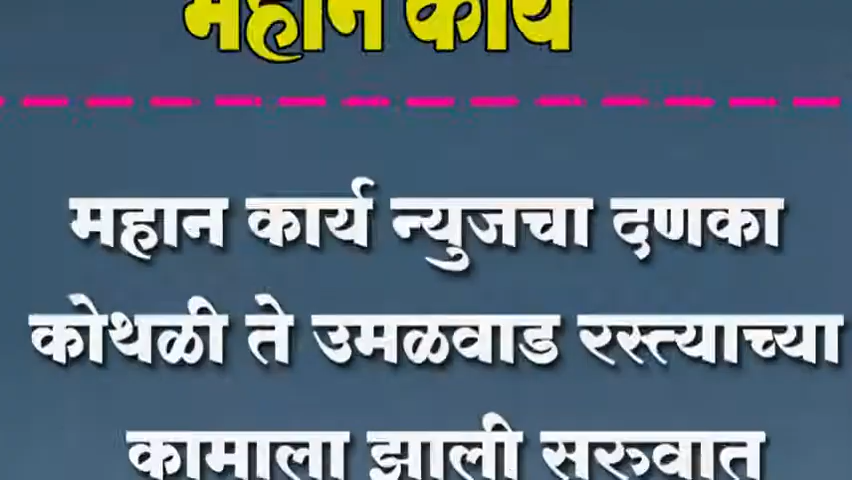 महान कार्य
महान कार्य न्युजचा दणका
कोथळी ते उमळवाड रस्त्याच्या
कामाला झाली सरुवात